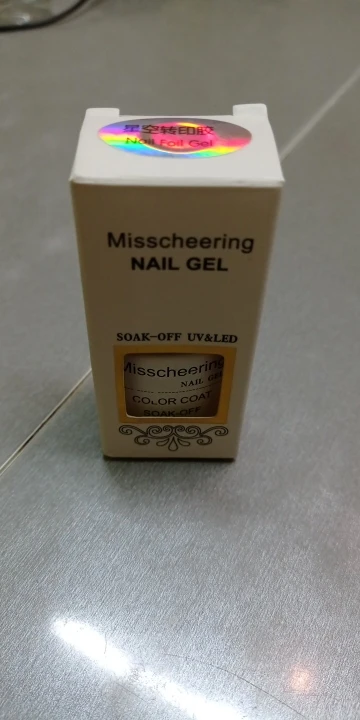 星空转印胶
Nail Foil Gel
Misscheering
NAIL GEL
SOAK-OFF UV&LED
Misscheering
NAIL GEL
COLOR COAT
SOAK-OFF